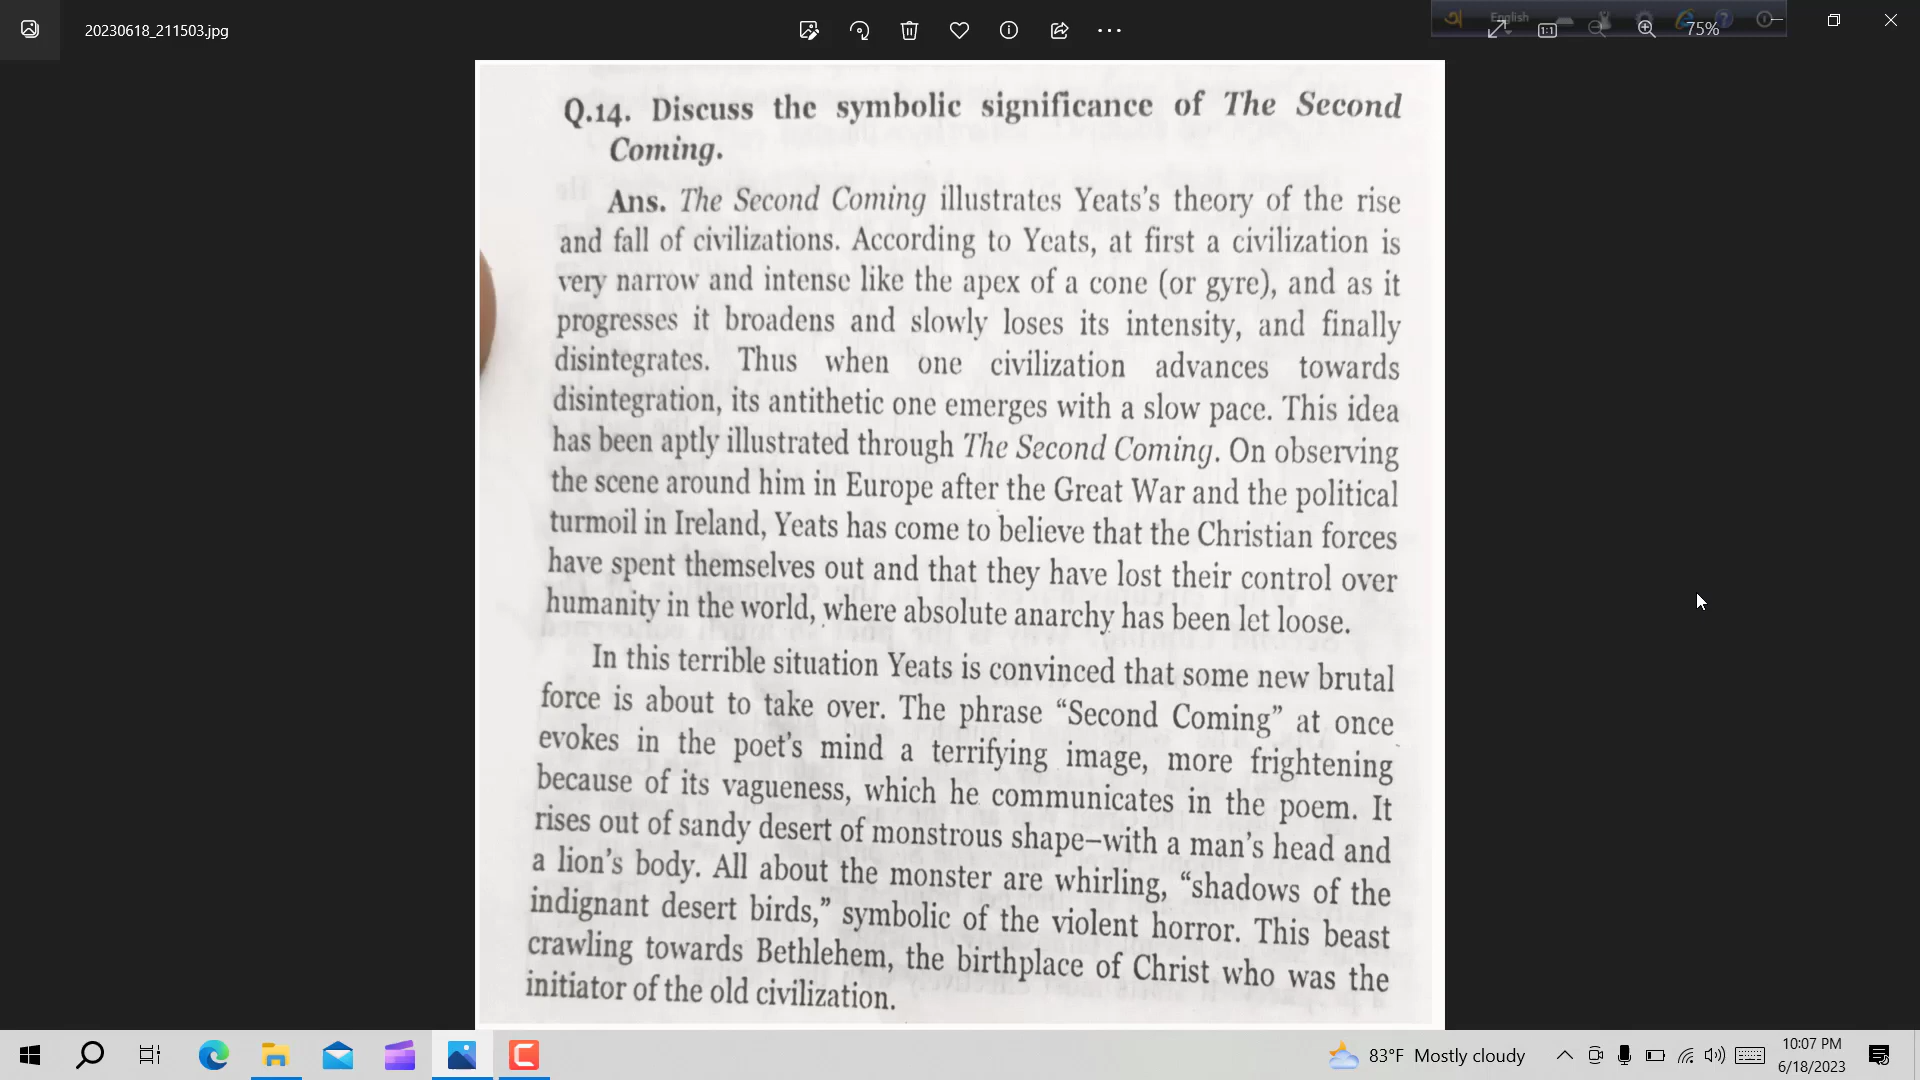 20230618_211503.jpg
English
75%
Q.14. Discuss the symbolic significance of The Second
Coming.
Ans. The Second Coming illustrates Yeats's theory of the rise
and fall of civilizations. According to Yeats, at first a civilization is
very narrow and intense like the apex of a cone (or gyre), and as it
progresses it broadens and slowly loses its intensity, and finally
disintegrates. Thus when one civilization advances towards
disintegration, its antithetic one emerges with a slow pace. This idea
has been aptly illustrated through The Second Coming. On observing
the scene around him in Europe after the Great War and the political
turmoil in Ireland, Yeats has come to believe that the Christian forces
have spent themselves out and that they have lost their control over
humanity in the world, where absolute anarchy has been let loose.
In this terrible situation Yeats is convinced that some new brutal
force is about to take over. The phrase “Second Coming” at once
evokes in the poet's mind a terrifying image, more frightening
because of its vagueness, which he communicates in the poem. It
rises out of sandy desert of monstrous shape–with a man's head and
a lion's body. All about the monster are whirling, “shadows of the
indignant desert birds,” symbolic of the violent horror. This beast
crawling towards Bethlehem, the birthplace of Christ who was the
initiator of the old civilization.
83°F Mostly cloudy
10:07 PM
6/18/2023